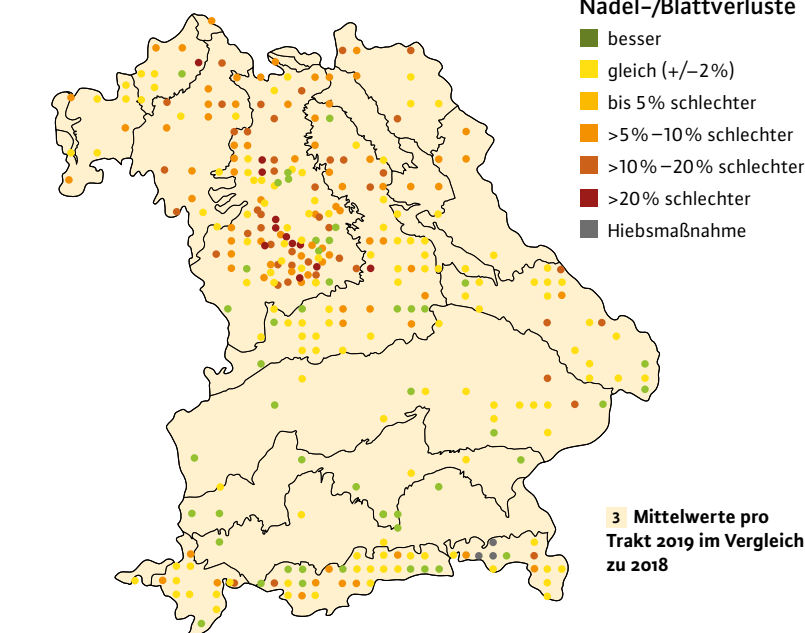 Nadel-/Blattverluste
besser
gleich (+/–2 %)
bis 5 % schlechter
>5 % – 10 % schlechter
>10 % – 20 % schlechter
>20 % schlechter
Hiebsmaßnahme
3 Mittelwerte pro
Trakt 2019 im Vergleich
zu 2018